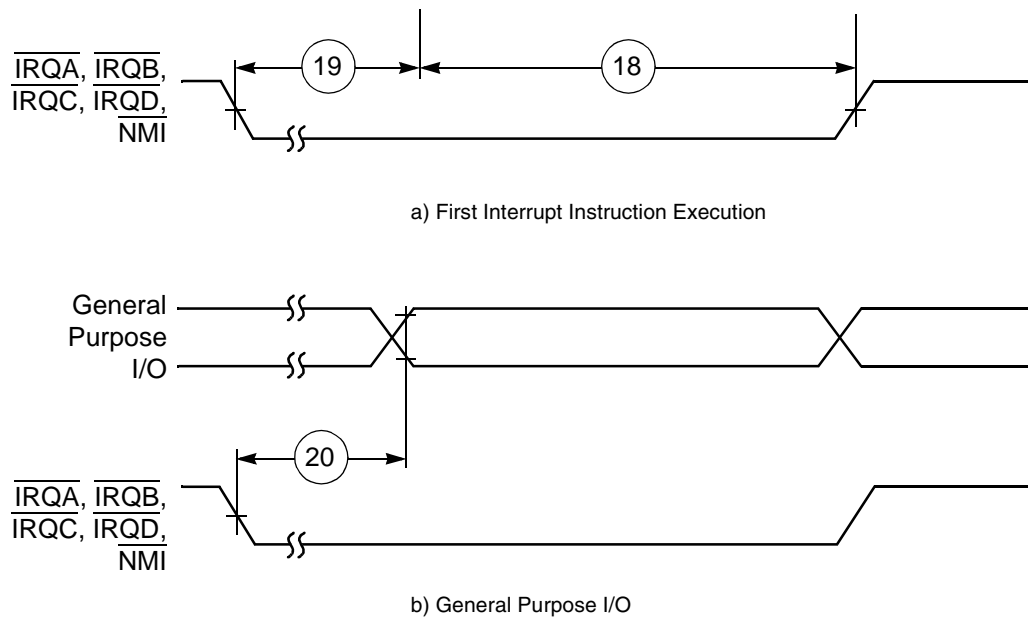 19
18
IRQA, IRQB,
IRQC, IRQD,
NMI
a) First Interrupt Instruction Execution
General
Purpose
I/O
20
IRQA, IRQB,
IRQC, IRQD,
NMI
b) General Purpose I/O